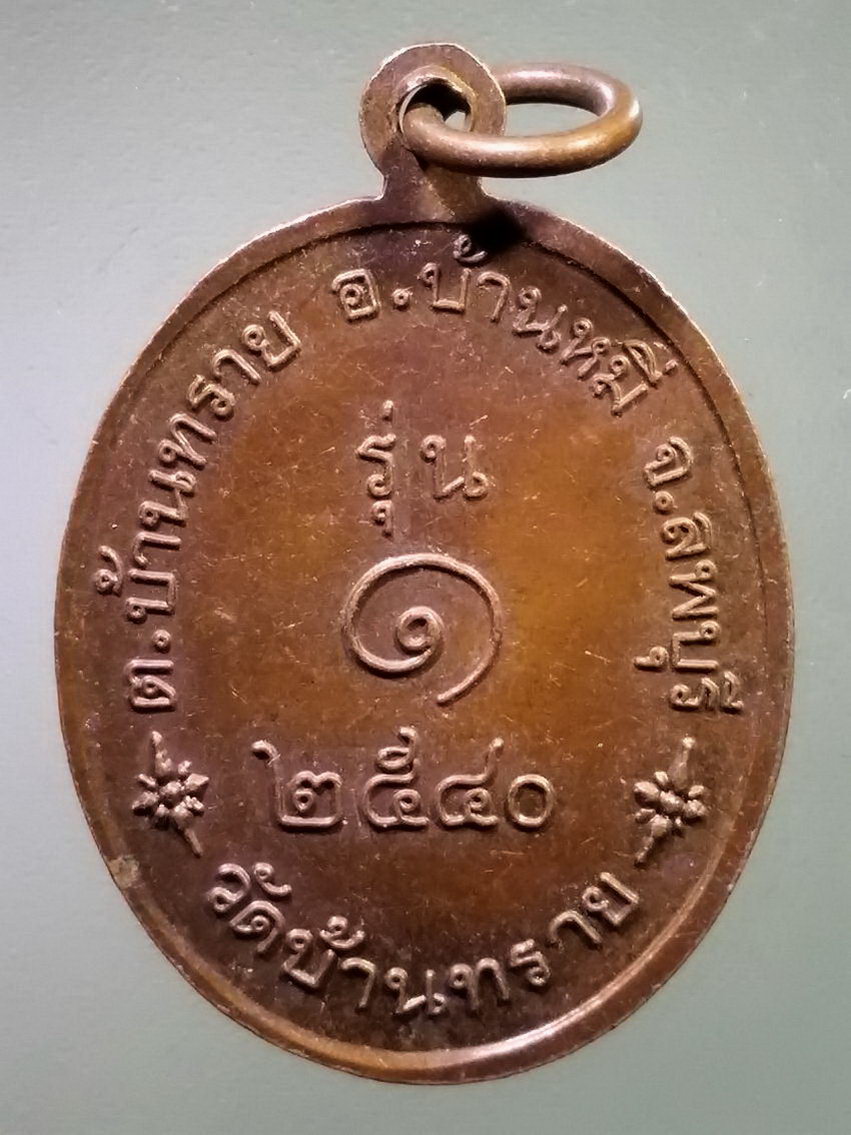 ต.บ้านทราย อ.บ้านหมี่ จ.ลพบุรี
รุ่น
๑
๒๕๔๐
วัดบ้านทราย